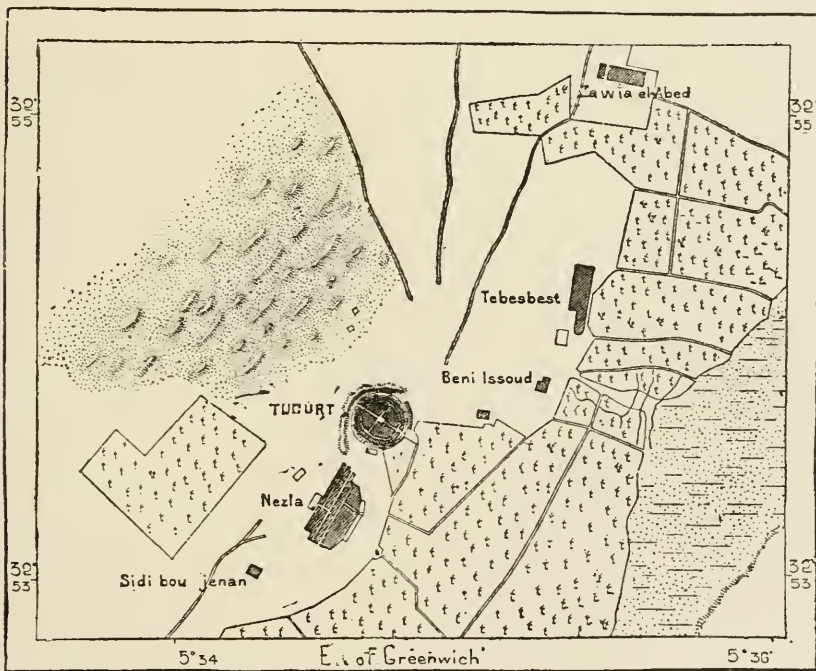 32°
55
32°
55
Zawia el abed
Tebesbest
Beni Issoud
TUGURT
Nezla
Sidi bou jenan
32°
53
32°
53
5°34
E. of Greenwich
5°36